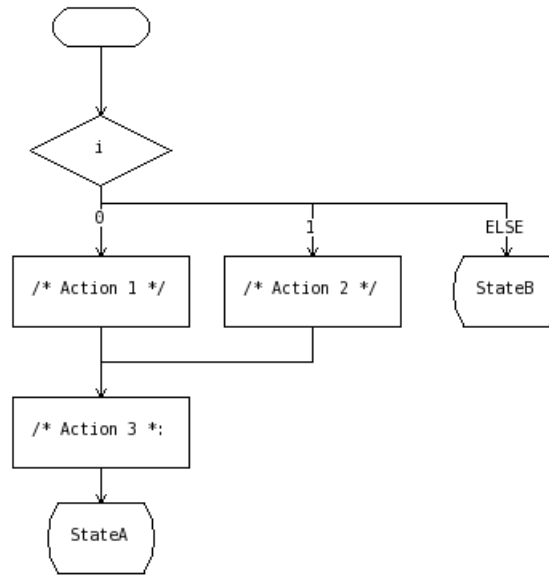 i
0
1
ELSE
/* Action 1 */
/* Action 2 */
StateB
/* Action 3 *:
StateA